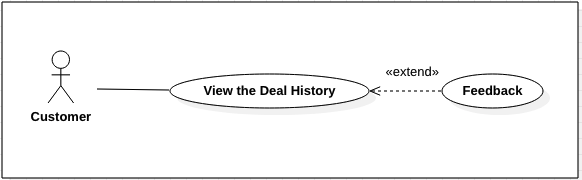 «extend»
View the Deal History
Feedback
Customer